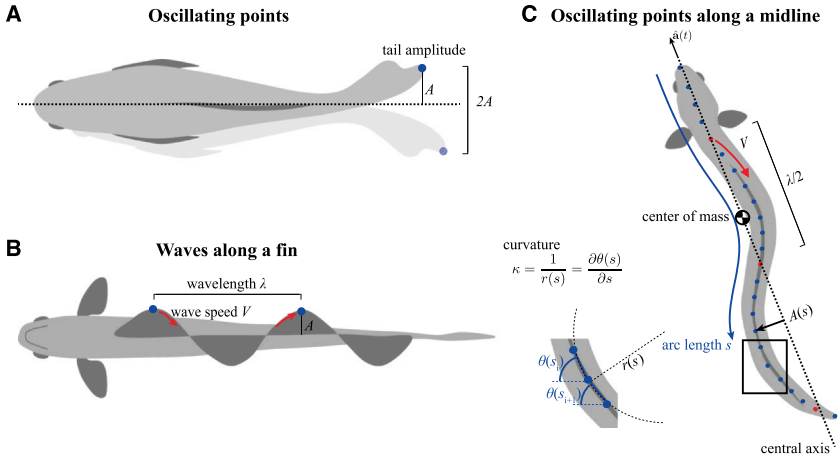 A
Oscillating points
tail amplitude
A
2A
B
Waves along a fin
wavelength λ
wave speed V
A
C
Oscillating points along a midline
â(t)
V
λ/2
center of mass
A(s)
arc length s
central axis
curvature
κ = 1/r(s) = ∂θ(s)/∂s
r(s)
θ(sᵢ)
θ(sᵢ₊₁)